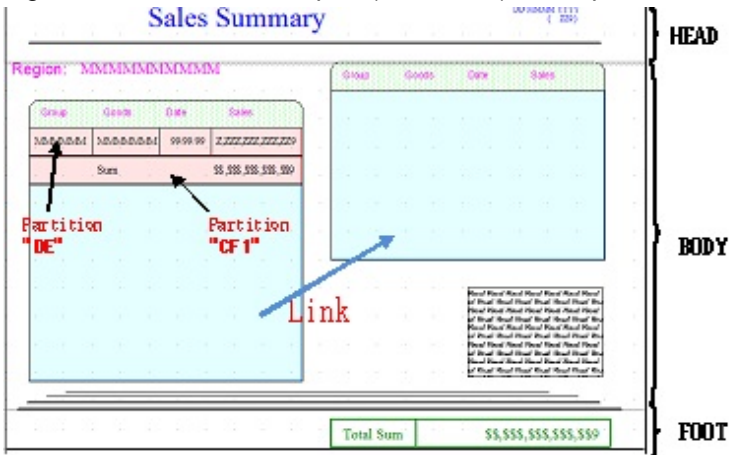 Sales Summary
HEAD
Region: MMMMMMMMMMM
Group Goods Date Sales
Group Goods Date Sales
MMMMMM MMMMMMM 99.99.99 Z,ZZZ,ZZZ,ZZZ,ZZ9
Sum $$,$$$,$$$,$$$,$$9
Partition "DE"
Partition "CF1"
BODY
Link
Total Sum $$,$$$,$$$,$$$,$$9
FOOT